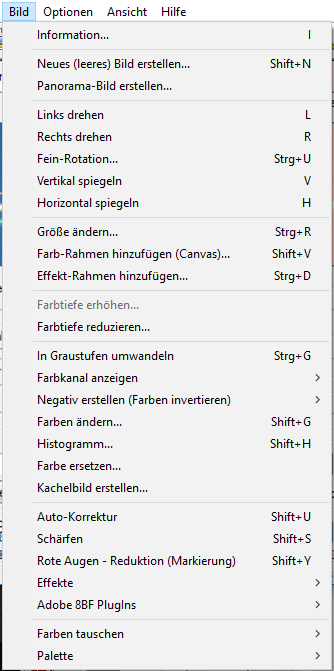 Bild Optionen Ansicht Hilfe
Information... I
Neues (leeres) Bild erstellen... Shift+N
Panorama-Bild erstellen...
Links drehen L
Rechts drehen R
Fein-Rotation... Strg+U
Vertikal spiegeln V
Horizontal spiegeln H
Größe ändern... Strg+R
Farb-Rahmen hinzufügen (Canvas)... Shift+V
Effekt-Rahmen hinzufügen... Strg+D
Farbtiefe erhöhen...
Farbtiefe reduzieren...
In Graustufen umwandeln Strg+G
Farbkanal anzeigen
Negativ erstellen (Farben invertieren)
Farben ändern... Shift+G
Histogramm... Shift+H
Farbe ersetzen...
Kachelbild erstellen...
Auto-Korrektur Shift+U
Schärfen Shift+S
Rote Augen - Reduktion (Markierung) Shift+Y
Effekte
Adobe 8BF PlugIns
Farben tauschen
Palette